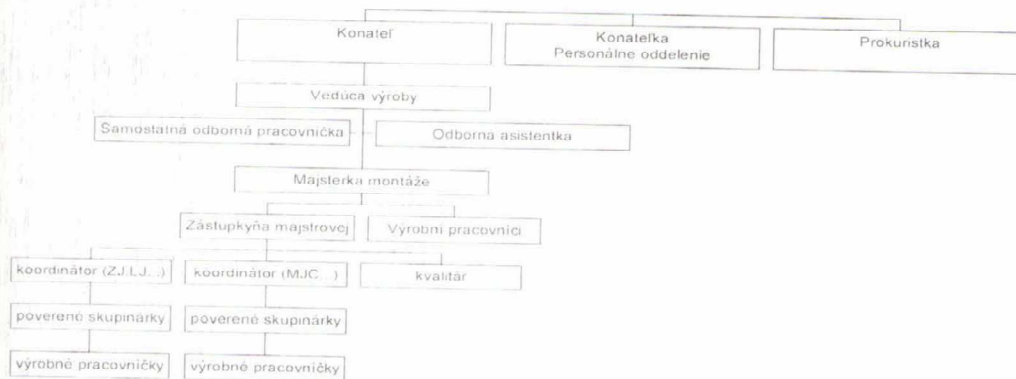 Konateľ
Konateľka
Personálne oddelenie
Prokuristka
Vedúca výroby
Samostatná odborná pracovníčka
Odborna asistentka
Majsterka montáže
Zástupkyňa majstrovej
Výrobní pracovníci
koordinátor (ZJ,LJ...)
koordinátor (MJC...)
kvalitár
poverené skupinárky
poverené skupinárky
výrobné pracovníčky
výrobné pracovníčky